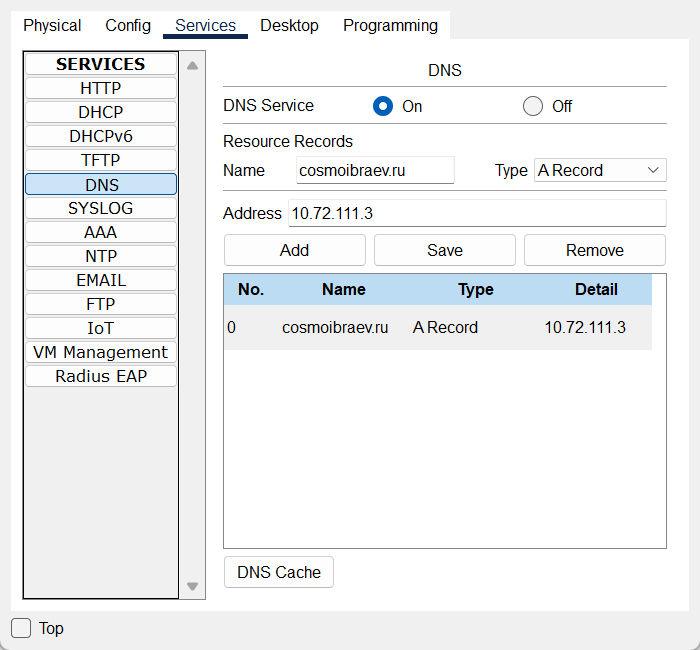 Physical Config Services Desktop Programming
SERVICES
HTTP
DHCP
DHCPv6
TFTP
DNS
SYSLOG
AAA
NTP
EMAIL
FTP
IoT
VM Management
Radius EAP
DNS
DNS Service On Off
Resource Records
Name cosmoibraev.ru Type A Record
Address 10.72.111.3
Add Save Remove
No. Name Type Detail
0 cosmoibraev.ru A Record 10.72.111.3
DNS Cache
Top